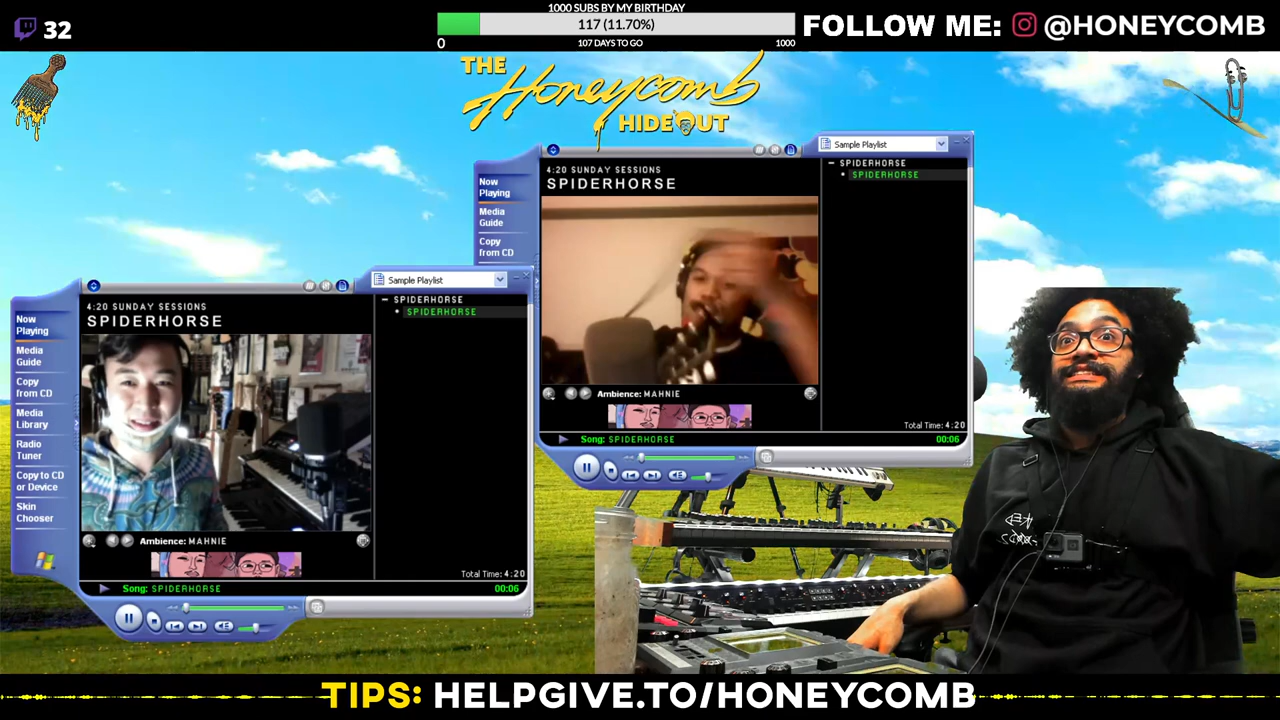 32
1000 SUBS BY MY BIRTHDAY
117 (11.70%)
0
107 DAYS TO GO
1000
FOLLOW ME: @HONEYCOMB
THE
Honeycomb
HIDEOUT
Sample Playlist
4:20 SUNDAY SESSIONS
SPIDERHORSE
SPIDERHORSE
SPIDERHORSE
Now
Playing
Media
Guide
Copy
from CD
Ambience: MAHNIE
Total Time: 4:20
Song: SPIDERHORSE
00:06
Sample Playlist
4:20 SUNDAY SESSIONS
SPIDERHORSE
SPIDERHORSE
SPIDERHORSE
Now
Playing
Media
Guide
Copy
from CD
Media
Library
Radio
Tuner
Copy to CD
or Device
Skin
Chooser
Ambience: MAHNIE
Total Time: 4:20
Song: SPIDERHORSE
00:06
TIPS: HELPGIVE.TO/HONEYCOMB